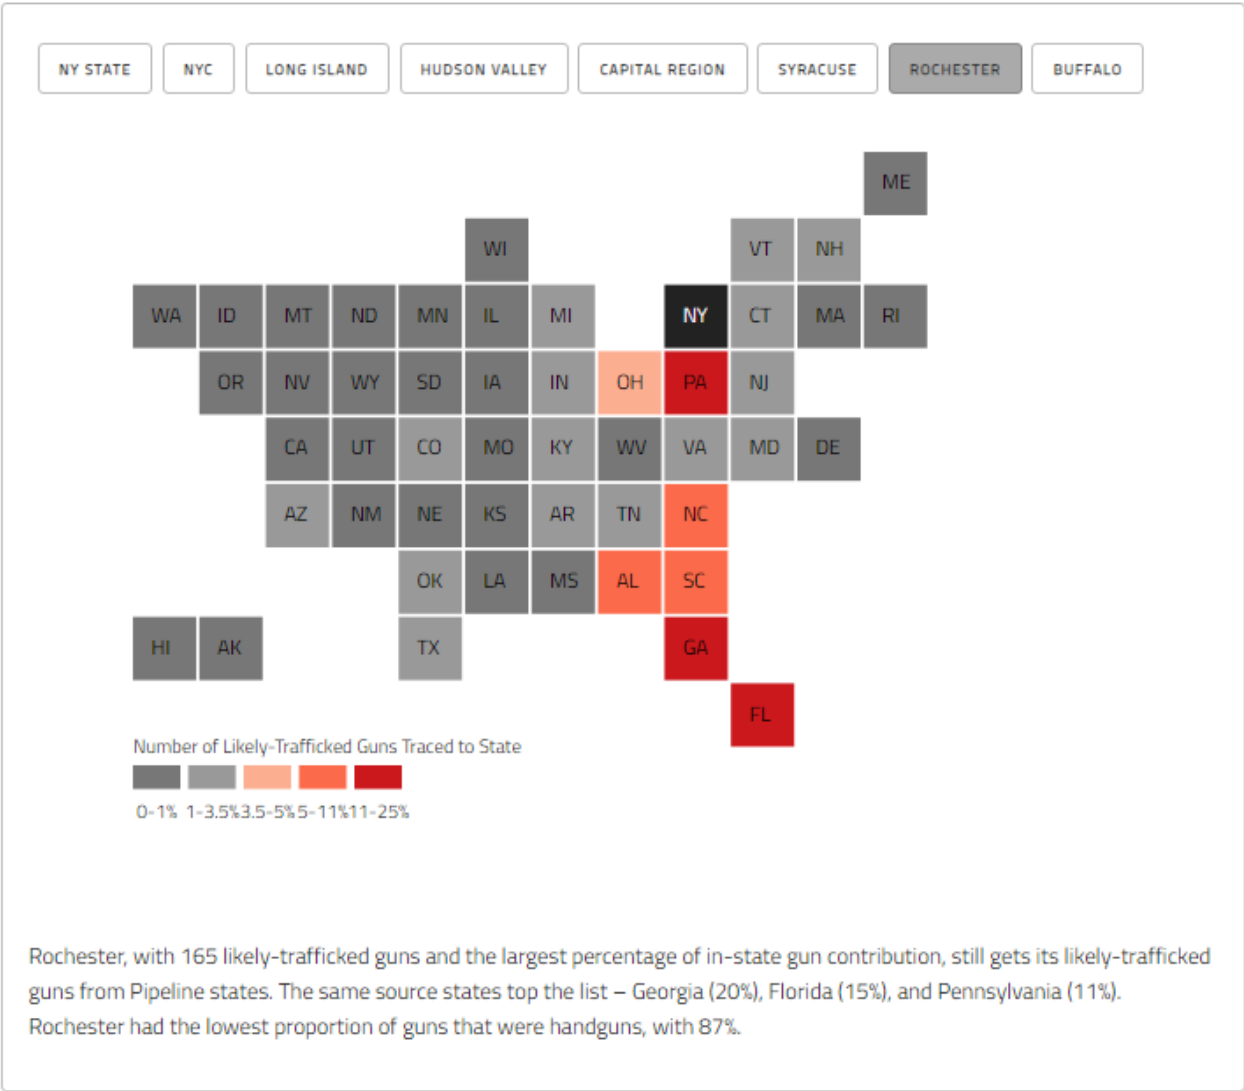 NY STATE NYC LONG ISLAND HUDSON VALLEY CAPITAL REGION SYRACUSE ROCHESTER BUFFALO
ME
WI VT NH
WA ID MT ND MN IL MI NY CT MA RI
OR NV WY SD IA IN OH PA NJ
CA UT CO MO KY WV VA MD DE
AZ NM NE KS AR TN NC
OK LA MS AL SC
HI AK TX GA
FL
Number of Likely-Trafficked Guns Traced to State
0-1% 1-3.5% 3.5-5% 5-11% 11-25%
Rochester, with 165 likely-trafficked guns and the largest percentage of in-state gun contribution, still gets its likely-trafficked
guns from Pipeline states. The same source states top the list – Georgia (20%), Florida (15%), and Pennsylvania (11%).
Rochester had the lowest proportion of guns that were handguns, with 87%.